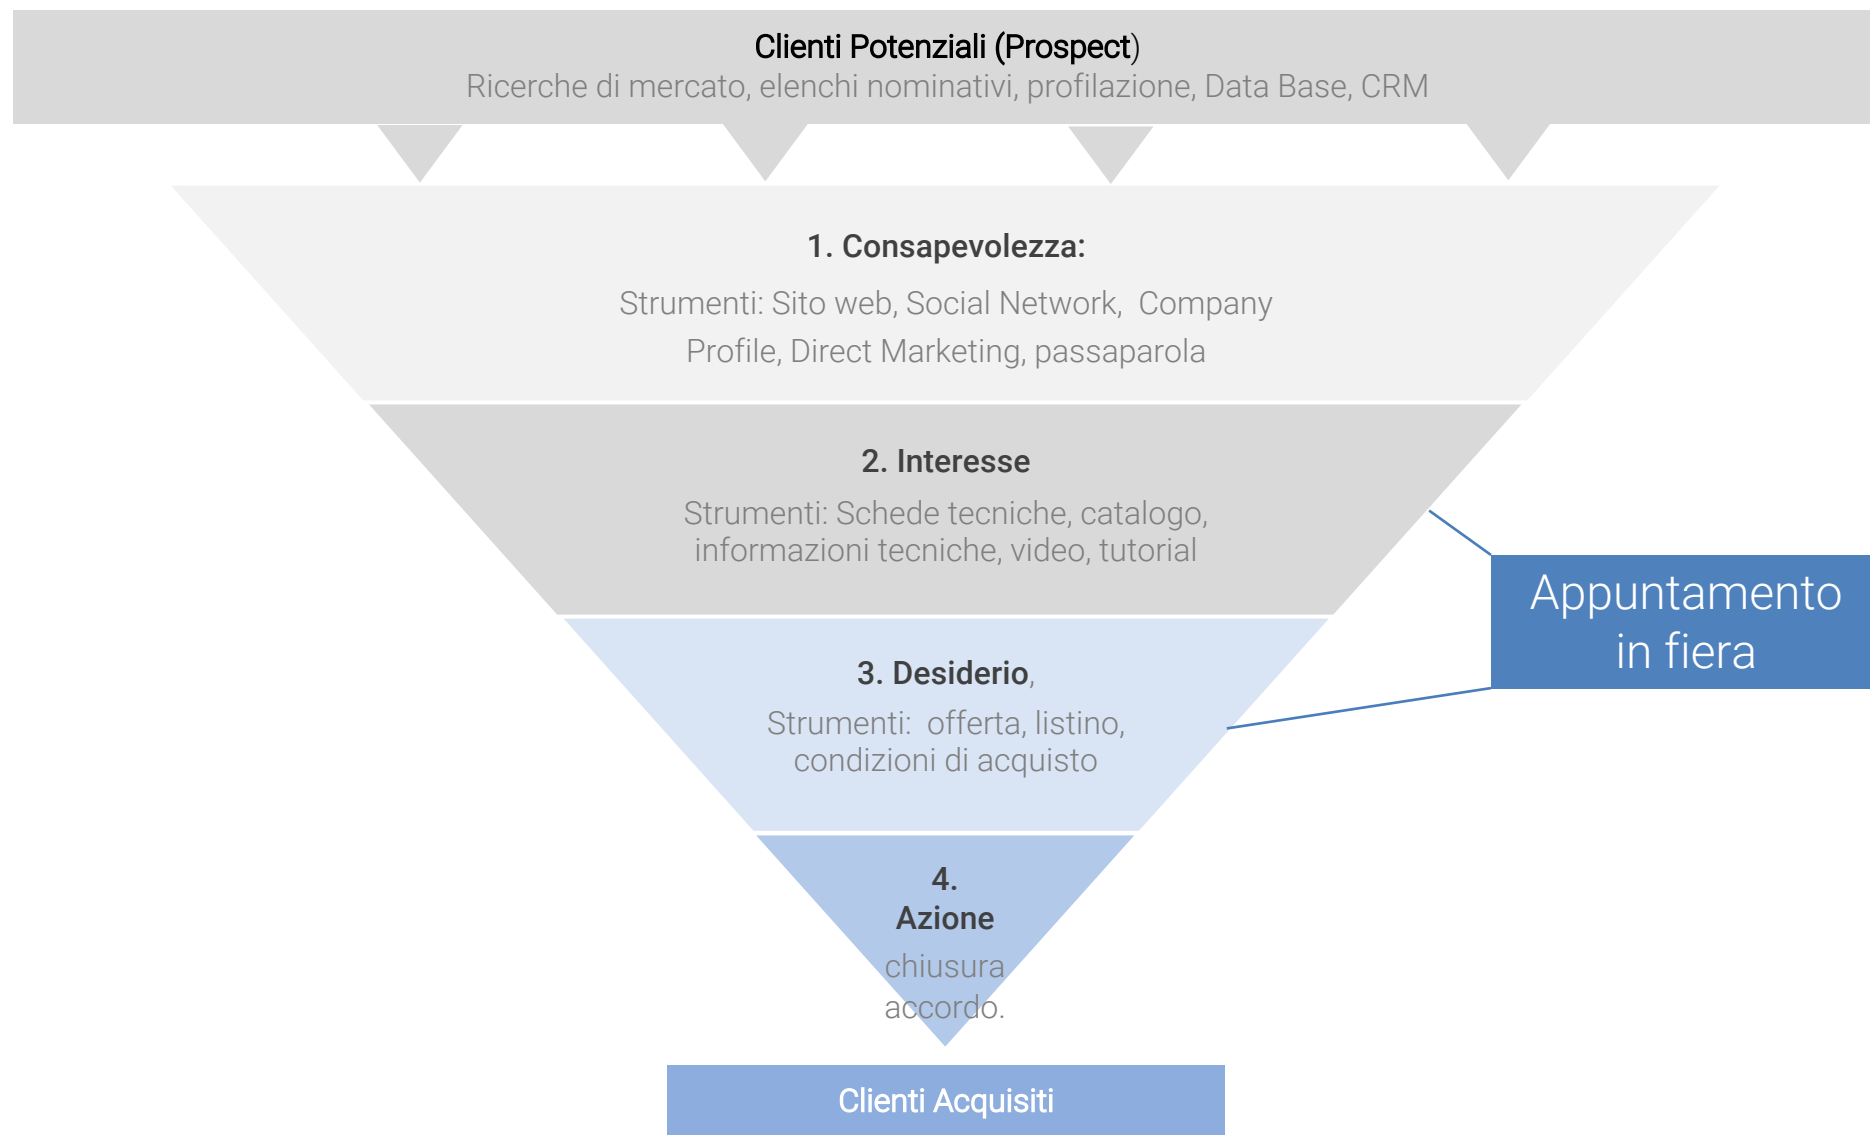 Clienti Potenziali (Prospect)
Ricerche di mercato, elenchi nominativi, profilazione, Data Base, CRM
1. Consapevolezza:
Strumenti: Sito web, Social Network,  Company
Profile, Direct Marketing, passaparola
2. Interesse
Strumenti: Schede tecniche, catalogo,
informazioni tecniche, video, tutorial
Appuntamento
in fiera
3. Desiderio,
Strumenti:  offerta, listino,
condizioni di acquisto
4.
Azione
chiusura
accordo.
Clienti Acquisiti